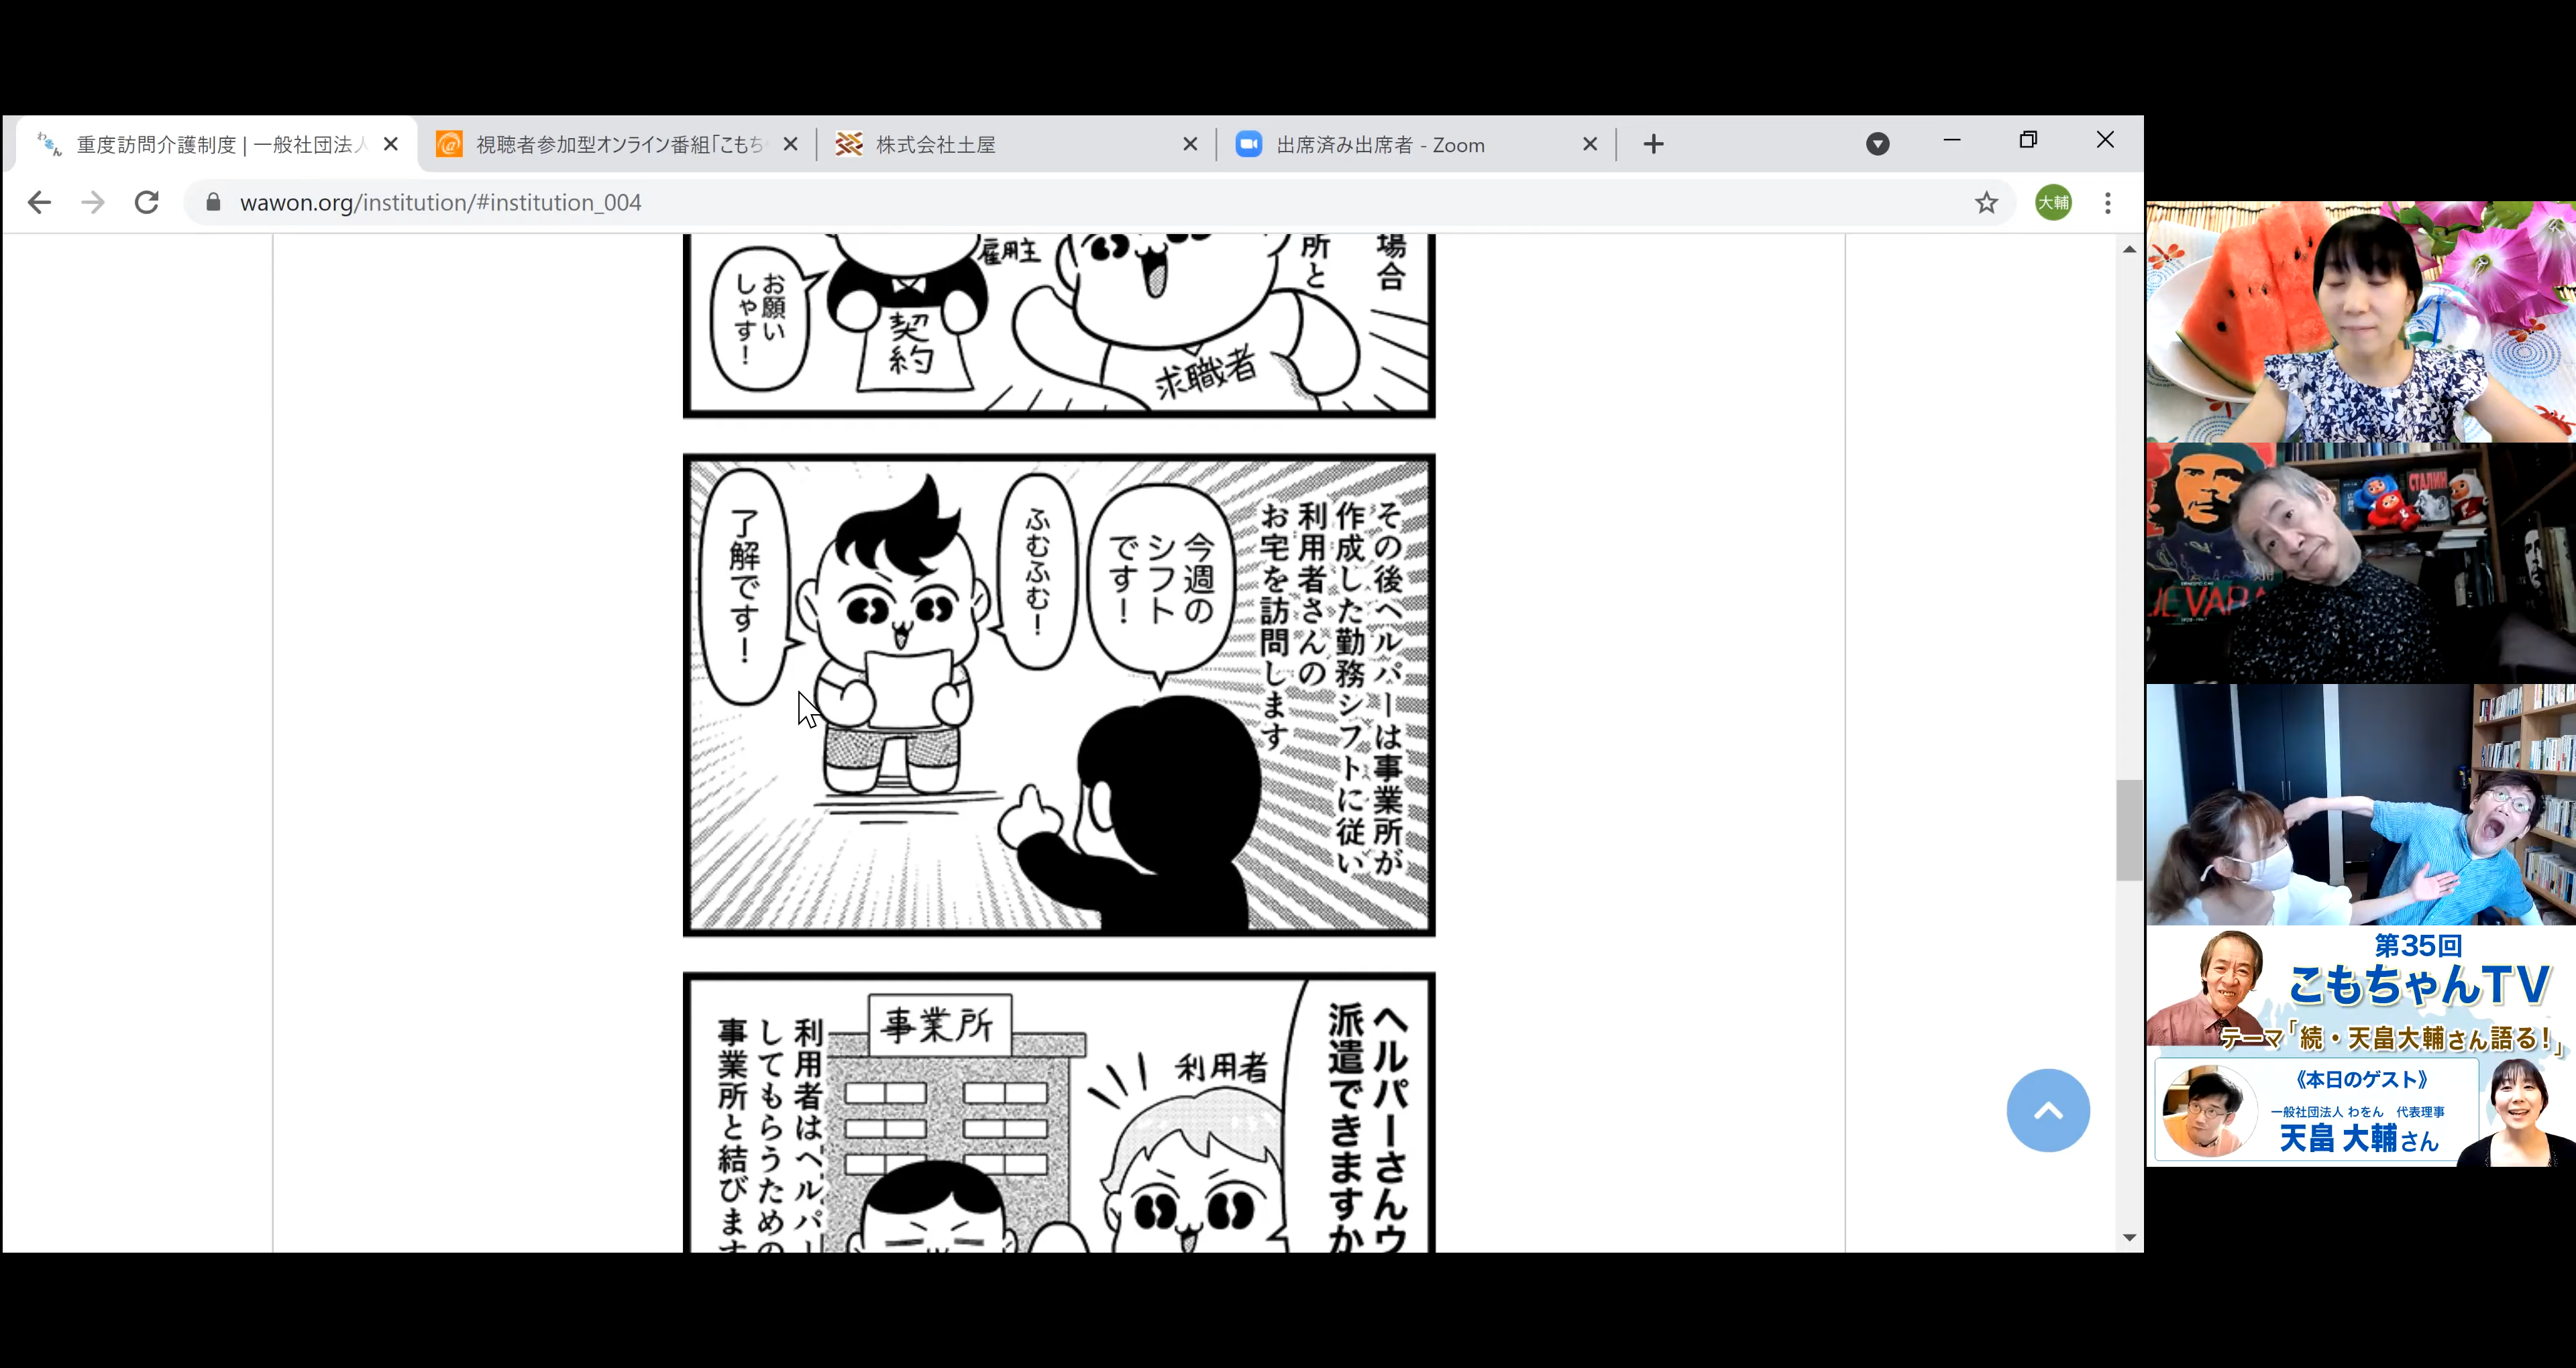 重度訪問介護制度 | 一般社団法人
視聴者参加型オンライン番組「こもち
株式会社土屋
出席済み出席者 - Zoom
wawon.org/institution/#institution_004
大輔
場合
所と
雇用主
お願い
しゃす！
契約
求職者
その後ヘルパーは事業所が
作成した勤務シフトに従い
利用者さんの
お宅を訪問します
今週の
シフト
です！
ふむふむ！
了解です！
ヘルパーさんウ
派遣できますか
利用者
事業所
利用者はヘルパー
してもらうための
事業所と結びます
СТАЛИН
第35回
こもちゃんTV
テーマ「続・天畠大輔さん語る！」
《本日のゲスト》
一般社団法人 わをん 代表理事
天畠 大輔さん